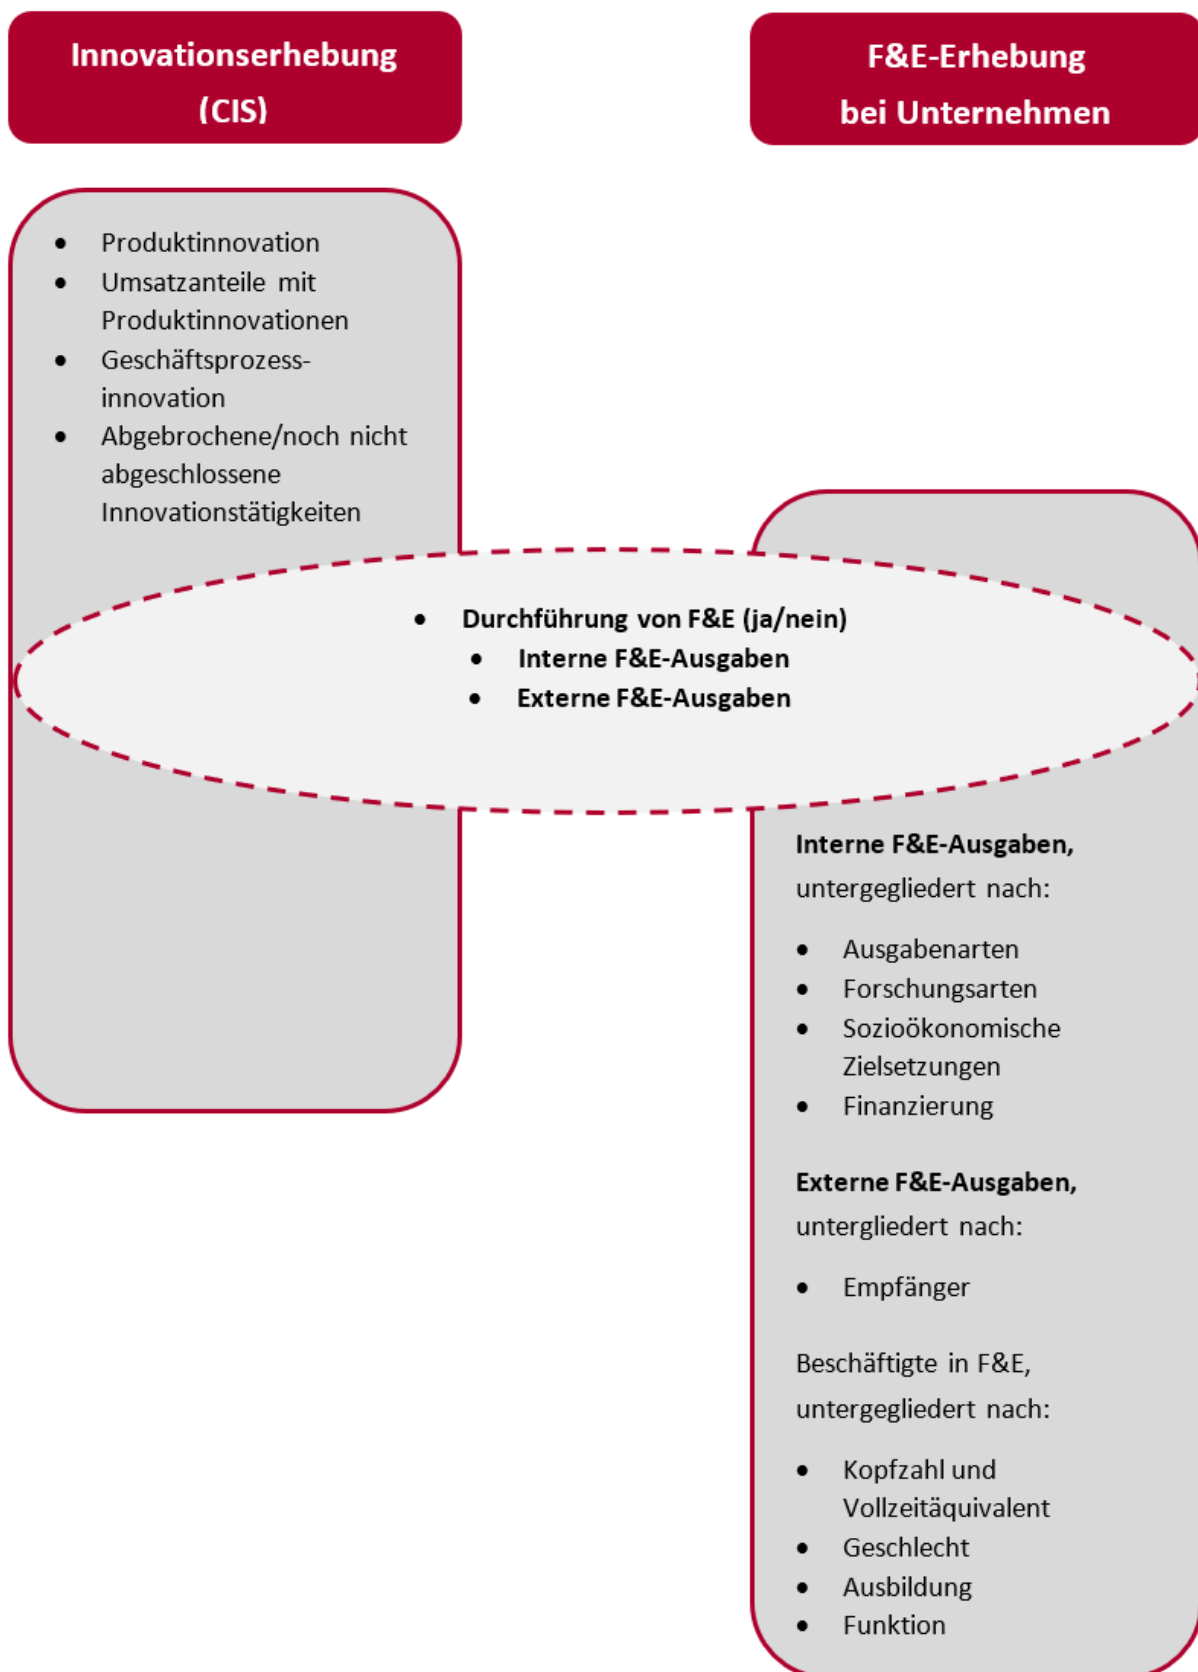 Innovationserhebung
(CIS)
F&E-Erhebung
bei Unternehmen
• Produktinnovation
• Umsatzanteile mit
Produktinnovationen
• Geschäftsprozess-
innovation
• Abgebrochene/noch nicht
abgeschlossene
Innovationstätigkeiten
• Durchführung von F&E (ja/nein)
• Interne F&E-Ausgaben
• Externe F&E-Ausgaben
Interne F&E-Ausgaben,
untergegliedert nach:
• Ausgabenarten
• Forschungsarten
• Sozioökonomische
Zielsetzungen
• Finanzierung
Externe F&E-Ausgaben,
untergliedert nach:
• Empfänger
Beschäftigte in F&E,
untergegliedert nach:
• Kopfzahl und
Vollzeitäquivalent
• Geschlecht
• Ausbildung
• Funktion